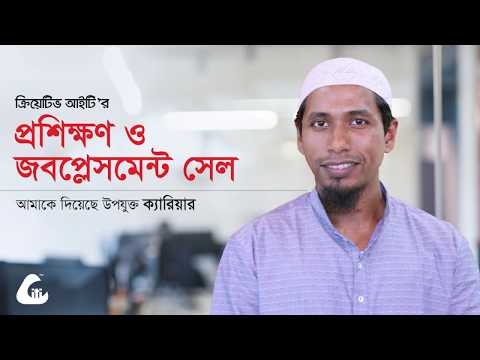 ক্রিয়েটিভ আইটি'র
প্রশিক্ষণ ও
জবপ্লেসমেন্ট সেল
আমাকে দিয়েছে উপযুক্ত ক্যারিয়ার